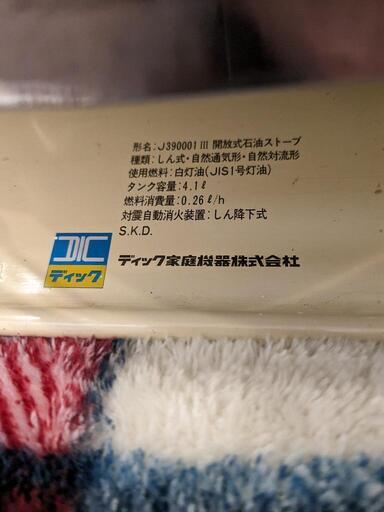 形名:J390001 III 開放式石油ストーブ
種類:しん式・自然通気形・自然対流形
使用燃料:白灯油(JIS1号灯油)
タンク容量:4.1ℓ
燃料消費量:0.26ℓ/h
対震自動消火装置:しん降下式
S.K.D.
DIC
ディック
ディック家庭機器株式会社